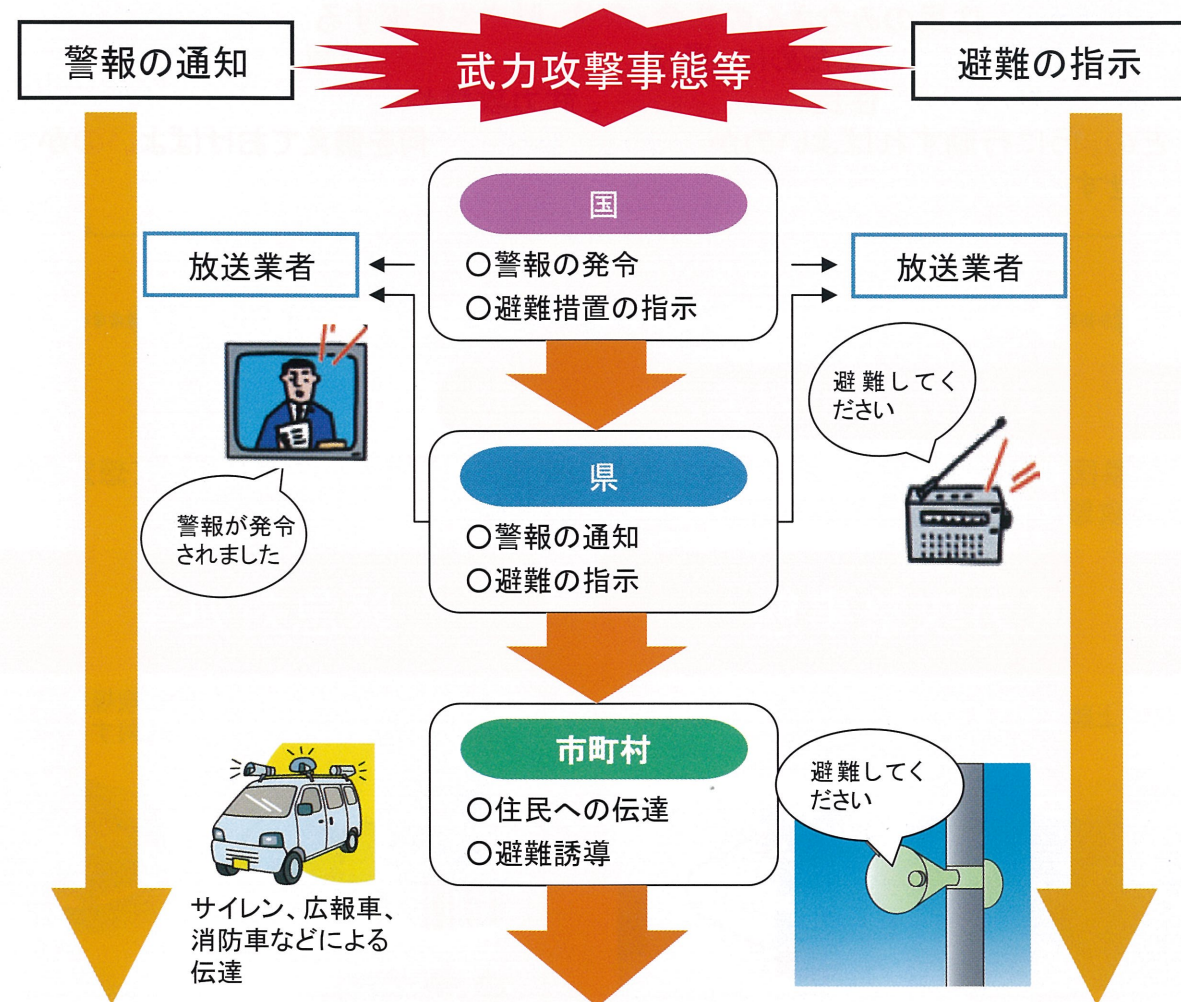 警報の通知
武力攻撃事態等
避難の指示
国
○警報の発令
○避難措置の指示
放送業者
放送業者
警報が発令
されました
避難してく
ださい
県
○警報の通知
○避難の指示
市町村
○住民への伝達
○避難誘導
サイレン、広報車、
消防車などによる
伝達
避難してく
ださい